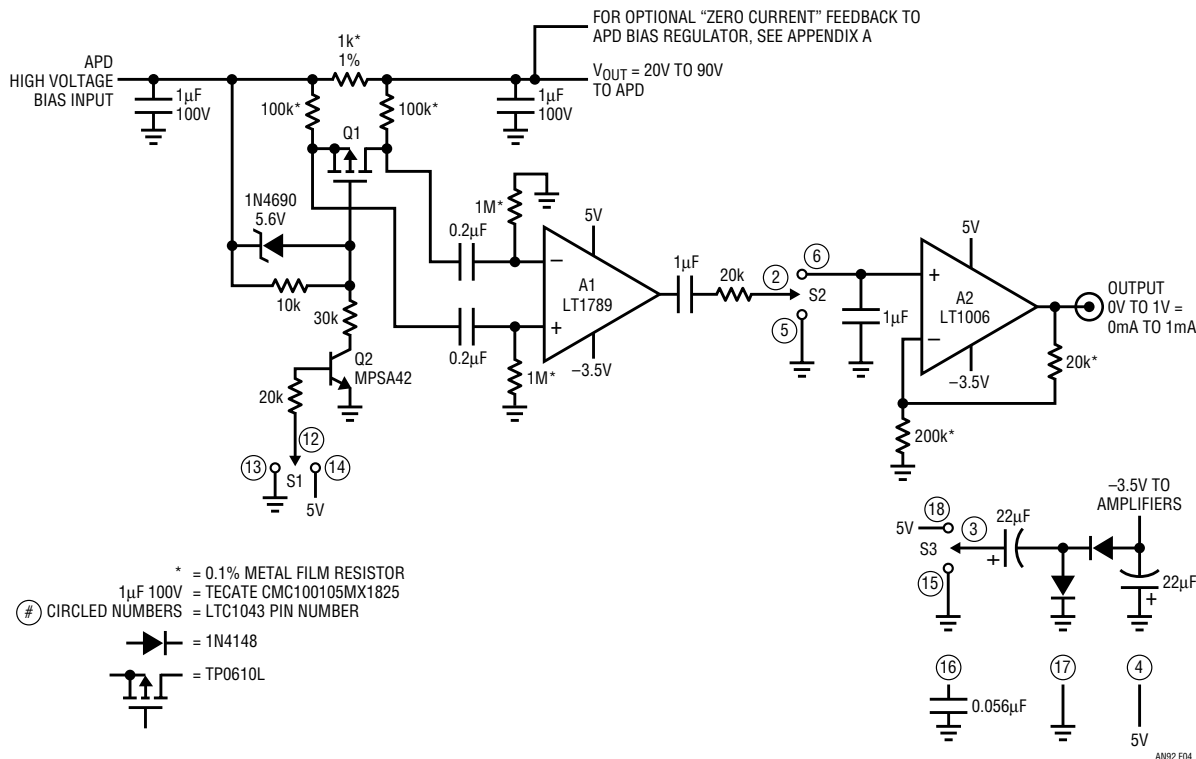 FOR OPTIONAL “ZERO CURRENT” FEEDBACK TO
APD BIAS REGULATOR, SEE APPENDIX A
1k*
1%
APD
HIGH VOLTAGE
BIAS INPUT
VOUT = 20V TO 90V
TO APD
1µF
100V
100k*
100k*
1µF
100V
Q1
1N4690
5.6V
1M*
5V
0.2µF
–
A1
LT1789
+
–3.5V
0.2µF
1M*
10k
30k
Q2
MPSA42
20k
12
13
14
S1
5V
1µF
20k
2
6
S2
5
1µF
5V
+
A2
LT1006
–
–3.5V
OUTPUT
0V TO 1V =
0mA TO 1mA
20k*
200k*
–3.5V TO
AMPLIFIERS
18
5V
3
22µF
S3
+
15
22µF
+
16
17
4
0.056µF
5V
* = 0.1% METAL FILM RESISTOR
1µF 100V = TECATE CMC100105MX1825
# CIRCLED NUMBERS = LTC1043 PIN NUMBER
= 1N4148
= TP0610L
AN92 F04